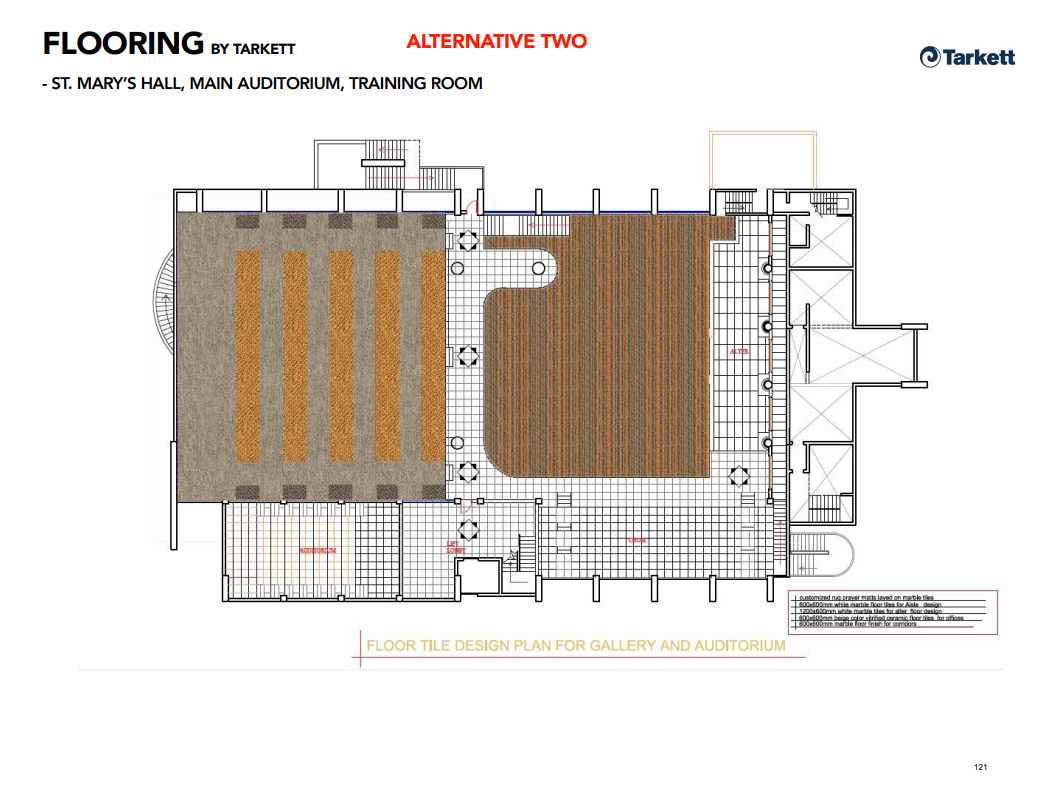 FLOORING BY TARKETT
ALTERNATIVE TWO
Tarkett
- ST. MARY'S HALL, MAIN AUDITORIUM, TRAINING ROOM
ALTER
AUDITORIUM
LIFT
LOBBY
customized rug prayer matts layed on marble tiles
600x600mm white marble floor tiles for Aisle design
1200x600mm white marble tiles for alter floor design
600x600mm beige color vitrified ceramic floor tiles for offices
600x600mm marble floor finish for corridors
FLOOR TILE DESIGN PLAN FOR GALLERY AND AUDITORIUM
121